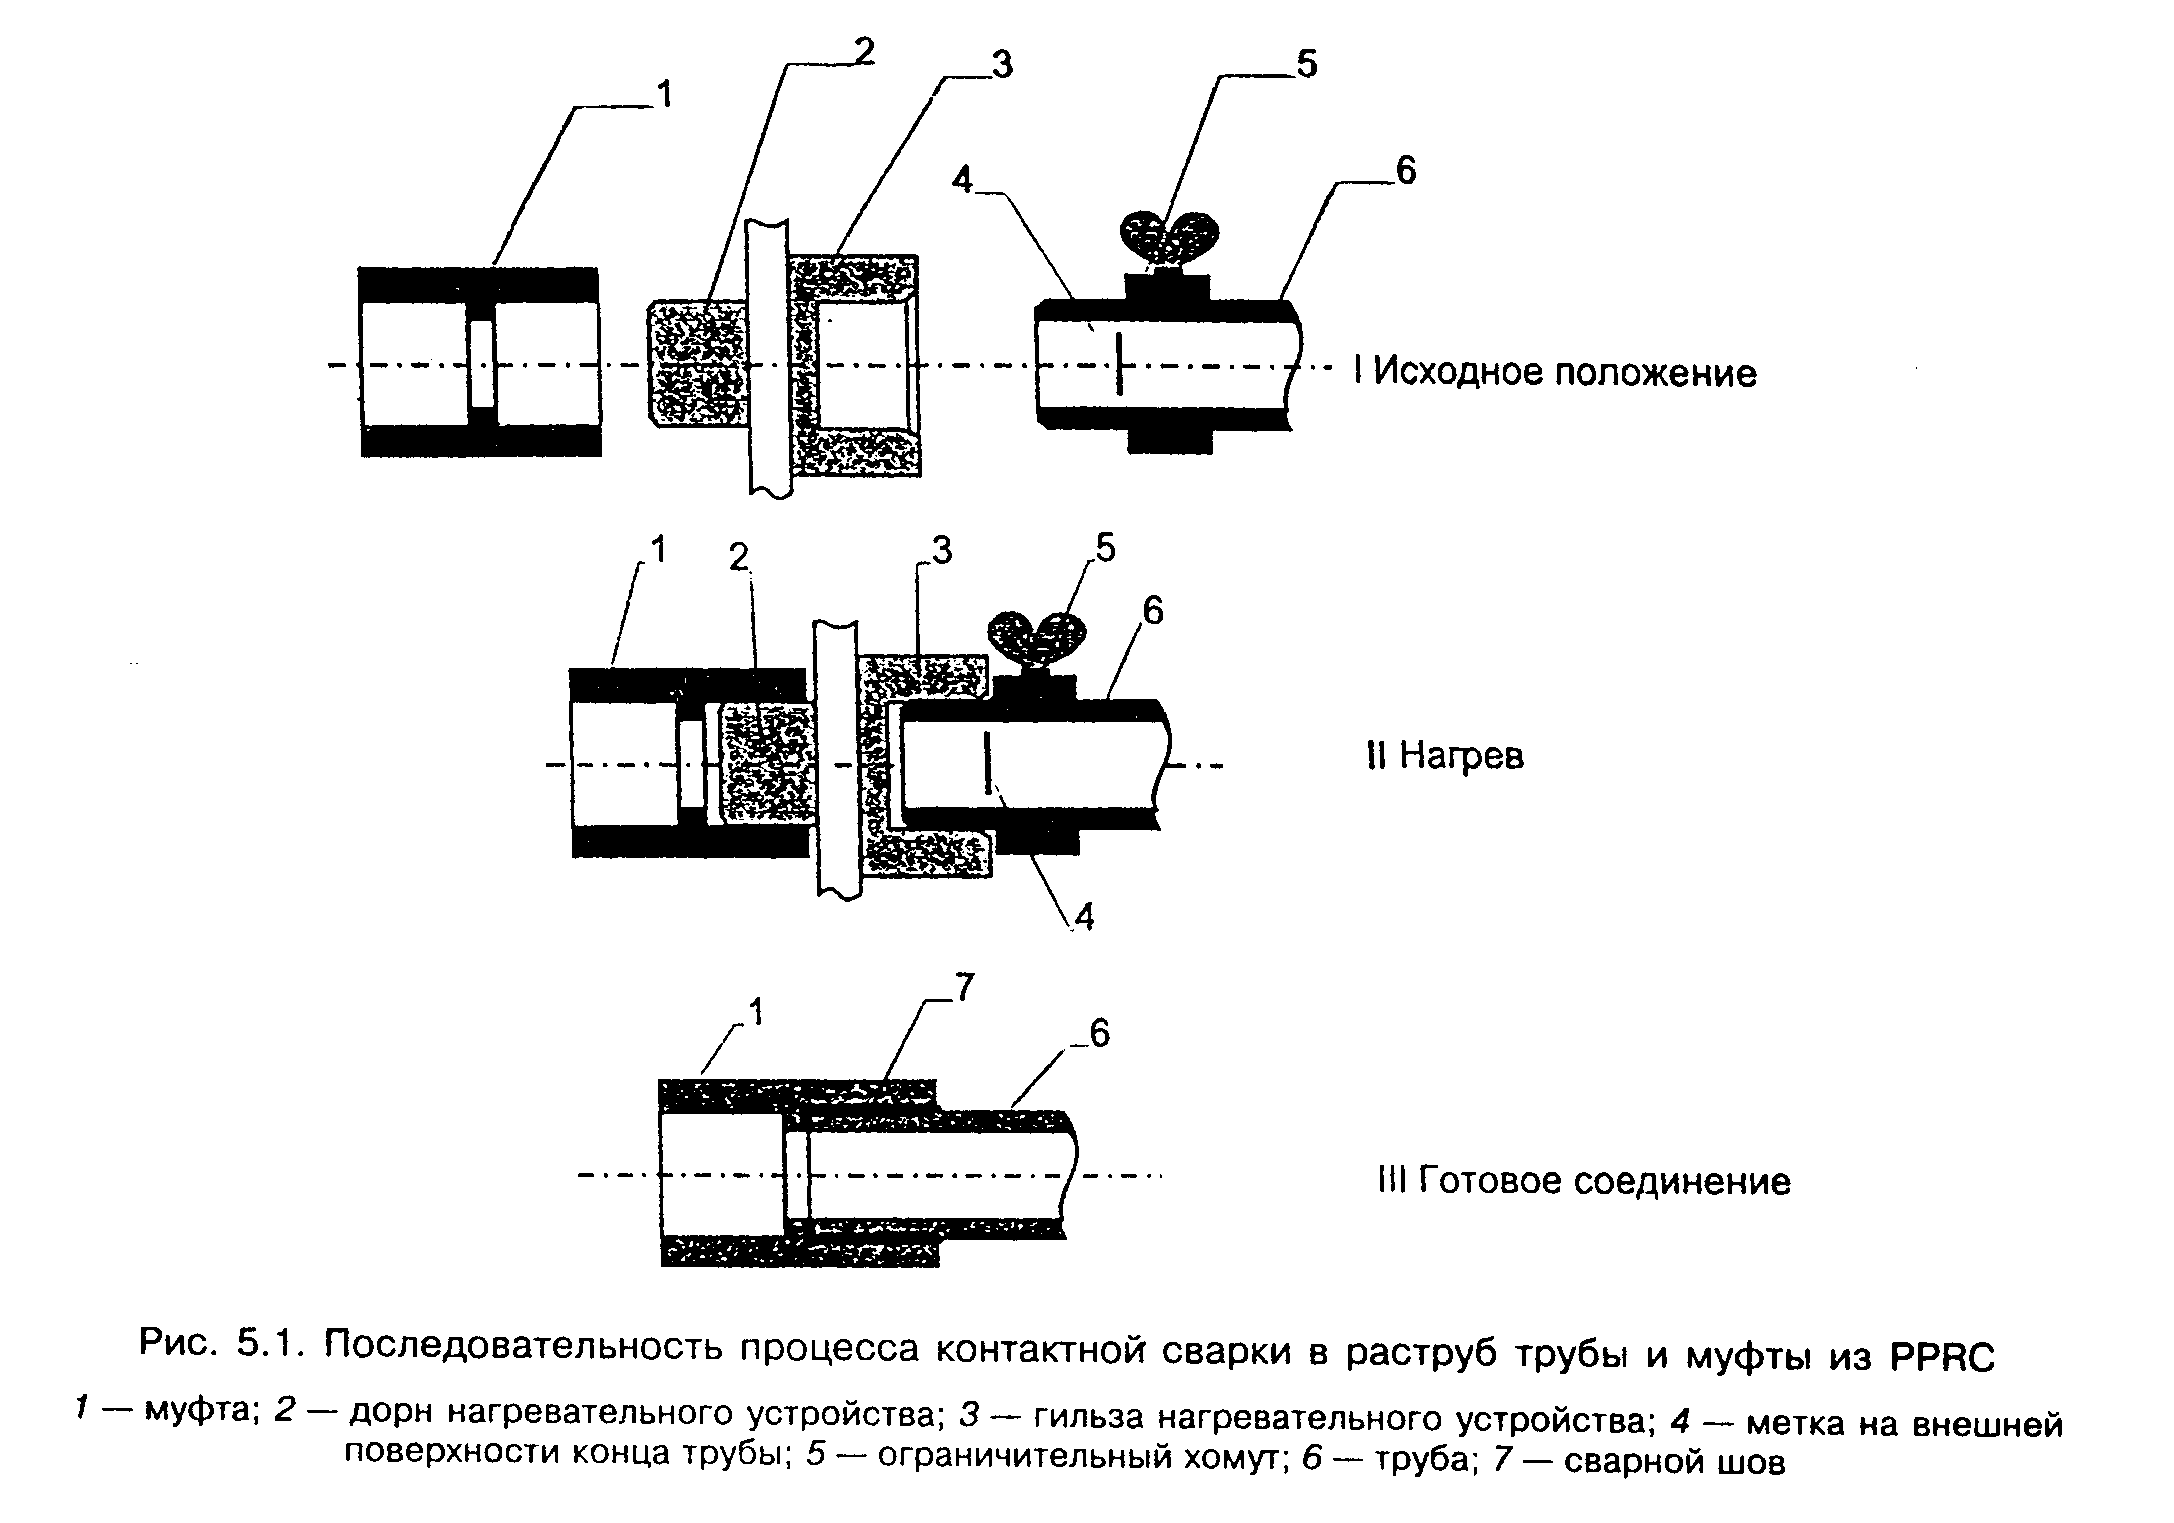 1
2
3
5
4
6
I Исходное положение
1
2
3
5
6
II Нагрев
4
7
1
6
III Готовое соединение
Рис. 5.1. Последовательность процесса контактной сварки в раструб трубы и муфты из PPRC
1 — муфта; 2 — дорн нагревательного устройства; 3 — гильза нагревательного устройства; 4 — метка на внешней
поверхности конца трубы; 5 — ограничительный хомут; 6 — труба; 7 — сварной шов